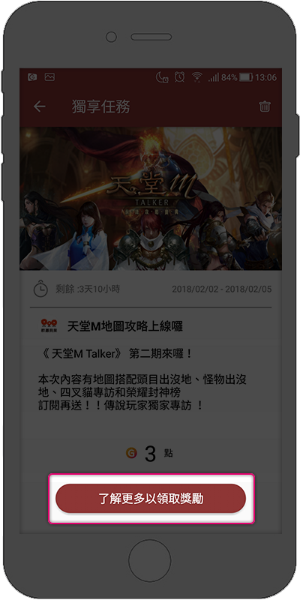 84% 13:06
獨享任務
天堂M
TALKER
剩餘 :3天10小時
2018/02/02 - 2018/02/05
天堂M地圖攻略上線囉
《 天堂M Talker》 第二期來囉！
本次內容有地圖搭配頭目出沒地、怪物出沒
地、四叉貓專訪和榮耀封神榜
訂閱再送！！傳說玩家獨家專訪 ！
G 3 點
了解更多以領取獎勵